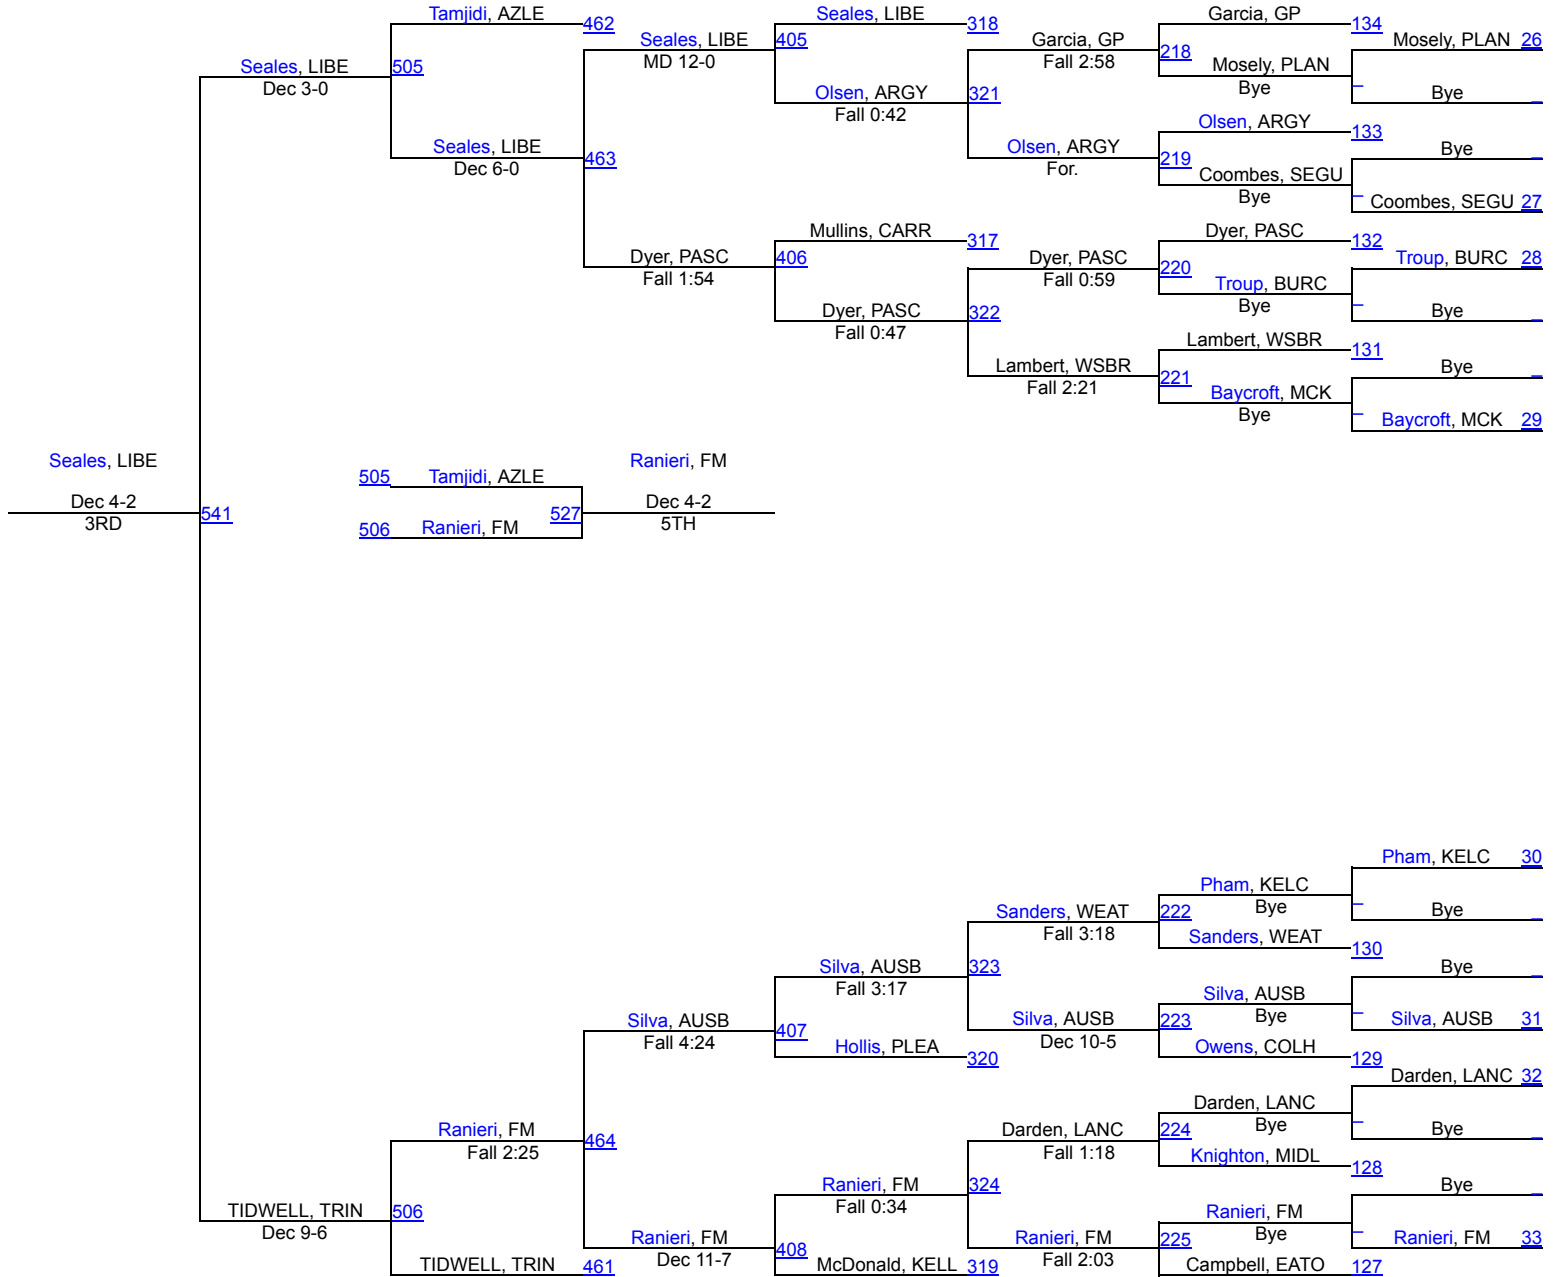 Tamjidi, AZLE
462
Seales, LIBE
318
Garcia, GP
134
Seales, LIBE
MD 12-0
405
Garcia, GP
Fall 2:58
218
Mosely, PLAN 26
Seales, LIBE
Dec 3-0
505
Mosely, PLAN
Bye
Olsen, ARGY
Fall 0:42
321
Bye
Olsen, ARGY
133
Seales, LIBE
Dec 6-0
463
Olsen, ARGY
For.
219
Bye
Coombes, SEGU
Bye
Coombes, SEGU 27
Mullins, CARR
317
Dyer, PASC
132
Dyer, PASC
Fall 1:54
406
Dyer, PASC
Fall 0:59
220
Troup, BURC 28
Troup, BURC
Bye
Dyer, PASC
Fall 0:47
322
Bye
Lambert, WSBR
131
Lambert, WSBR
Fall 2:21
221
Bye
Baycroft, MCK
Bye
Baycroft, MCK 29
Seales, LIBE
Ranieri, FM
505 Tamjidi, AZLE
Dec 4-2
3RD
541
527
Dec 4-2
5TH
506 Ranieri, FM
Pham, KELC 30
Pham, KELC
Bye
Sanders, WEAT
Fall 3:18
222
Bye
Sanders, WEAT
130
Silva, AUSB
Fall 3:17
323
Bye
Silva, AUSB
Bye
Silva, AUSB
Fall 4:24
407
Silva, AUSB
Dec 10-5
223
Silva, AUSB 31
Hollis, PLEA
320
Owens, COLH
129
Darden, LANC 32
Darden, LANC
Bye
Ranieri, FM
Fall 2:25
464
Darden, LANC
Fall 1:18
224
Bye
Knighton, MIDL
128
Ranieri, FM
Fall 0:34
324
Bye
TIDWELL, TRIN
Dec 9-6
506
Ranieri, FM
Bye
Ranieri, FM
Dec 11-7
408
Ranieri, FM
Fall 2:03
225
Ranieri, FM 33
TIDWELL, TRIN
461
McDonald, KELL 319
Campbell, EATO
127